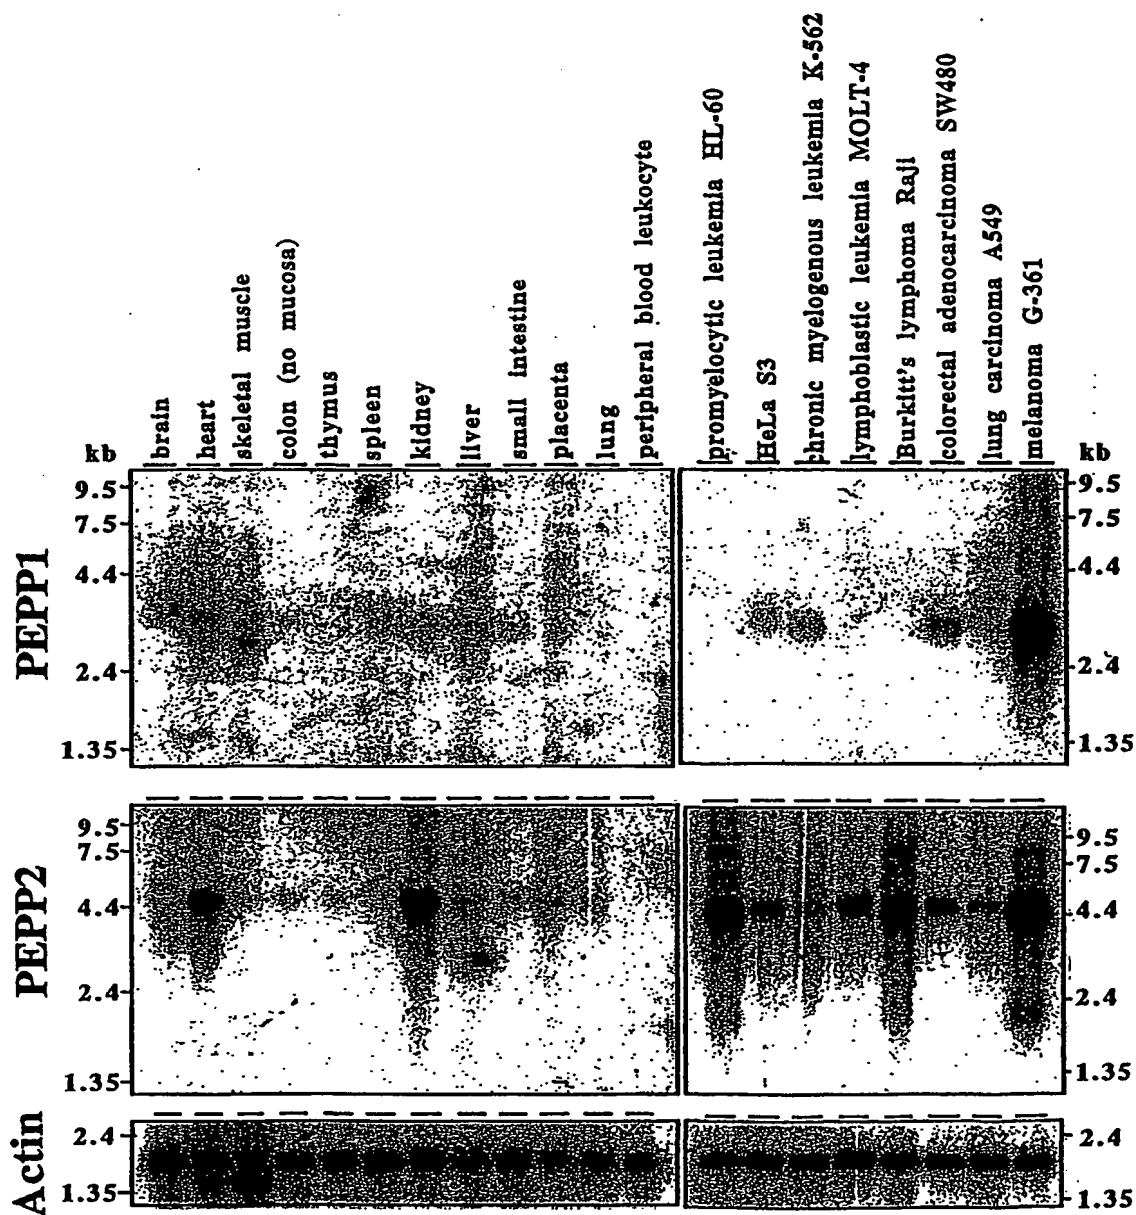 brain
heart
skeletal muscle
colon (no mucosa)
thymus
spleen
kidney
liver
small intestine
placenta
lung
peripheral blood leukocyte
promyelocytic leukemia HL-60
HeLa S3
chronic myelogenous leukemia K-562
lymphoblastic leukemia MOLT-4
Burkitt's lymphoma Raji
colorectal adenocarcinoma SW480
lung carcinoma A549
melanoma G-361
kb
kb
PEPP1
9.5
7.5
4.4
2.4
1.35
9.5
7.5
4.4
2.4
1.35
PEPP2
9.5
7.5
4.4
2.4
1.35
9.5
7.5
4.4
2.4
1.35
Actin
2.4
1.35
2.4
1.35